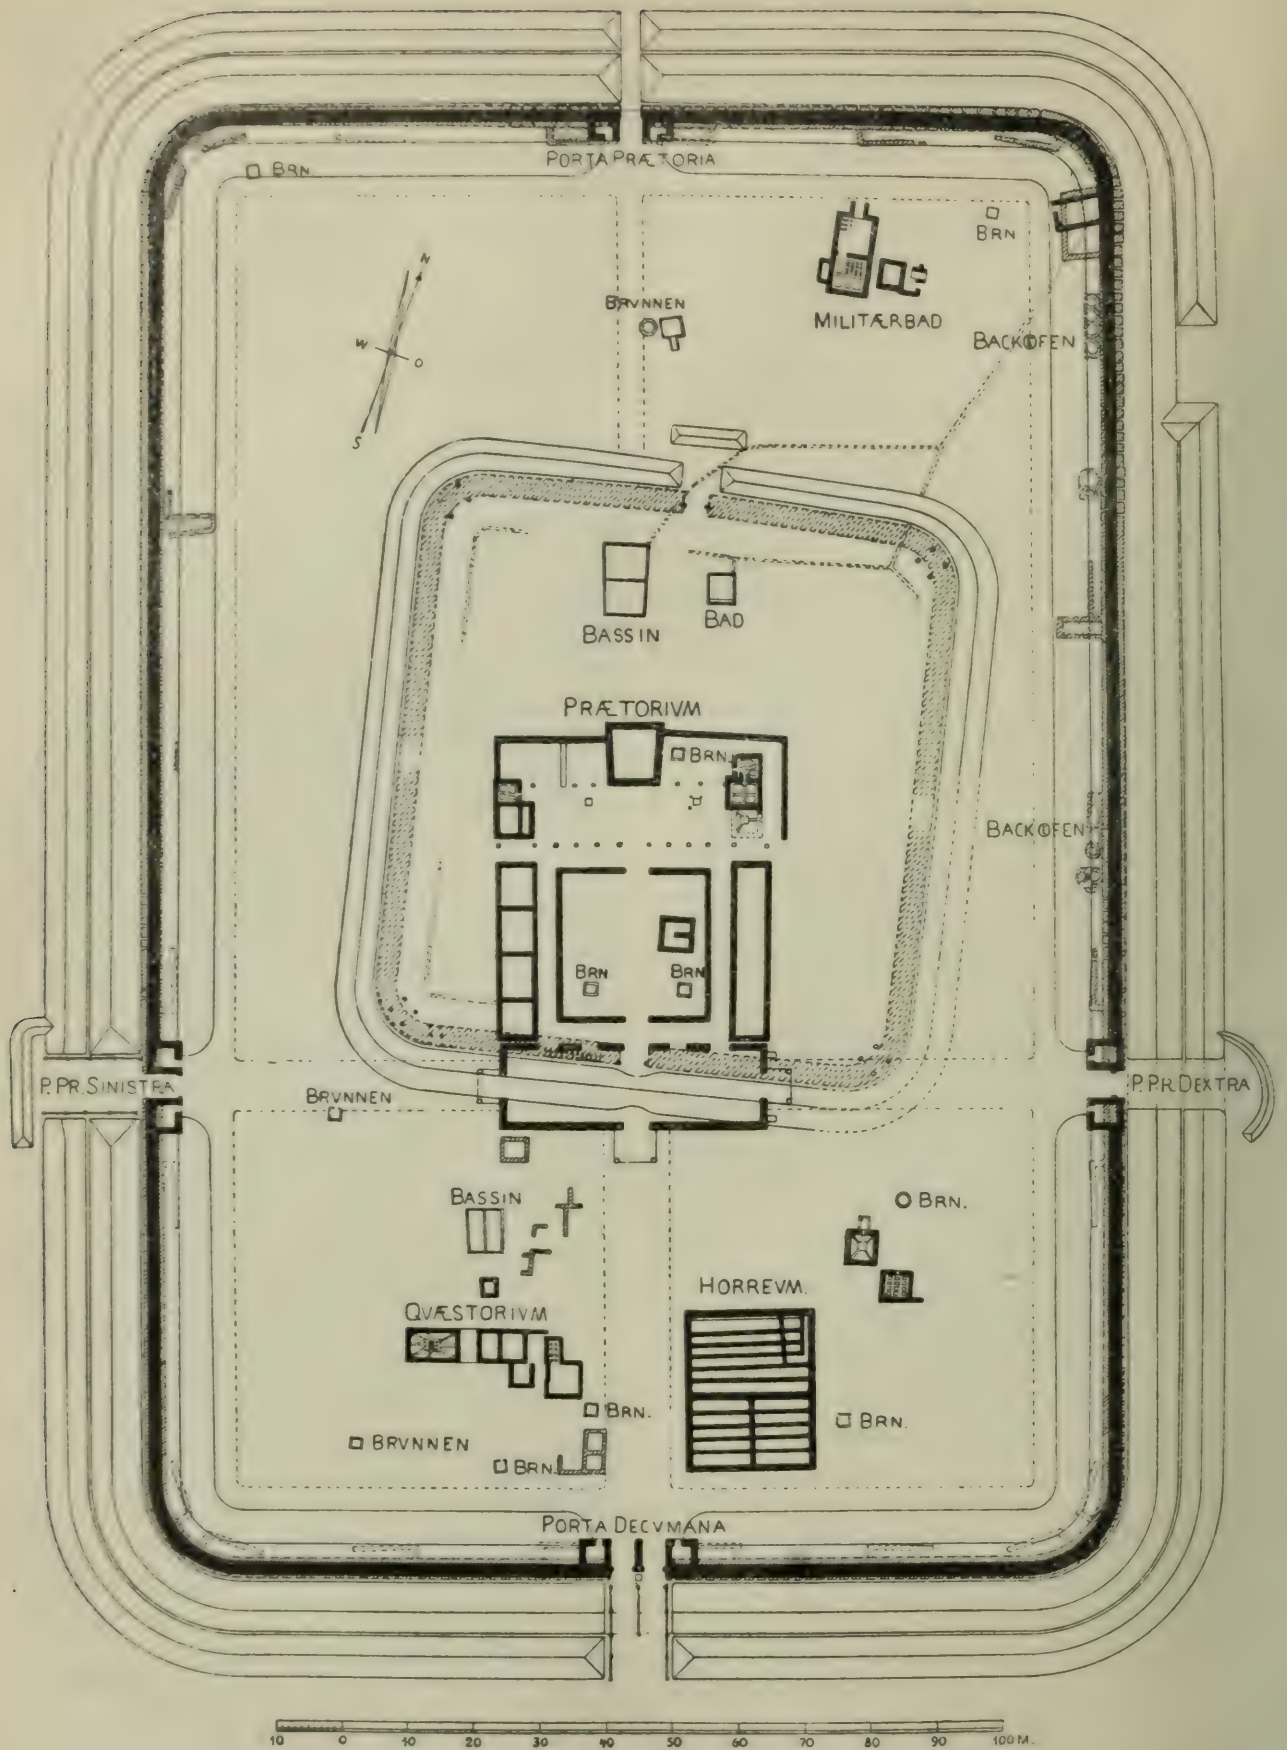 PORTA PRÆTORIA
BRN
BRN
N
BRVNNEN
MILITÆRBAD
W
O
BACKOFEN
S
BASSIN
BAD
PRÆTORIVM
BRN.
BACKOFEN
BRN
BRN
P. PR. SINISTRA
P. PR. DEXTRA
BRVNNEN
BASSIN
BRN.
HORREVM.
QVÆSTORIVM
BRN.
BRN.
BRVNNEN
BRN.
PORTA DECVMANA
10 0 10 20 30 40 50 60 70 80 90 100 M.